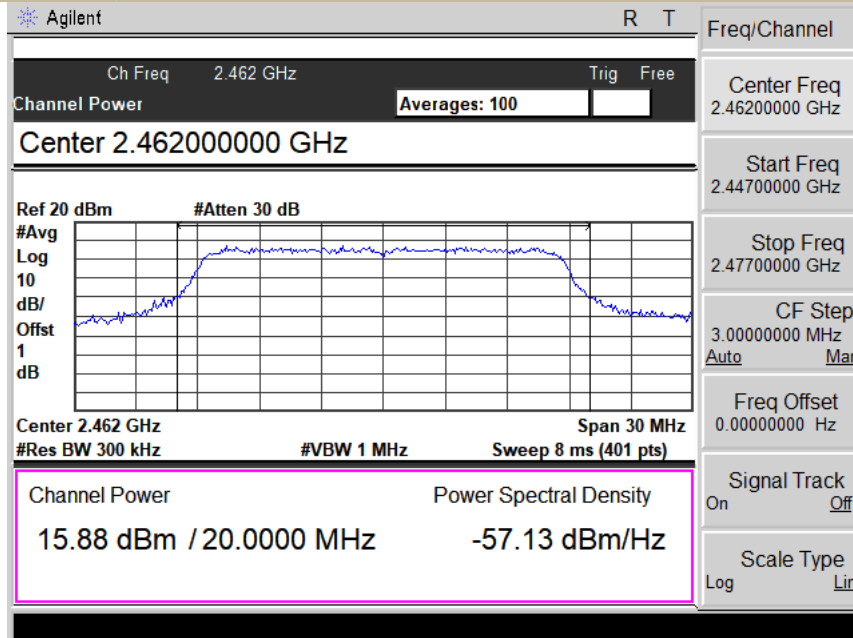 Agilent R T
Freq/Channel
Ch Freq 2.462 GHz Trig Free
Channel Power Averages: 100
Center 2.462000000 GHz
Center Freq
2.46200000 GHz
Start Freq
2.44700000 GHz
Stop Freq
2.47700000 GHz
CF Step
3.00000000 MHz
Auto Man
Freq Offset
0.00000000 Hz
Signal Track
On Off
Scale Type
Log Lin
Ref 20 dBm #Atten 30 dB
#Avg
Log
10
dB/
Offst
1
dB
Center 2.462 GHz Span 30 MHz
#Res BW 300 kHz #VBW 1 MHz Sweep 8 ms (401 pts)
Channel Power Power Spectral Density
15.88 dBm / 20.0000 MHz -57.13 dBm/Hz